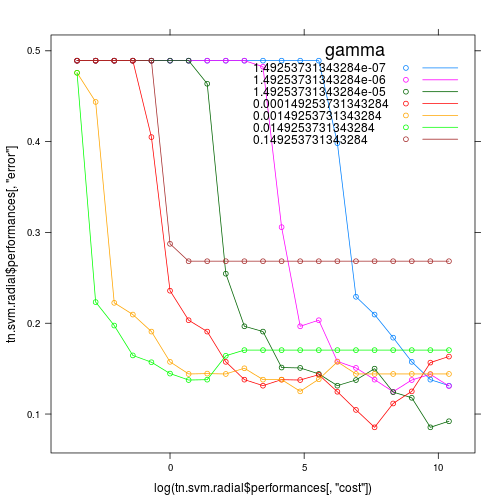 gamma
1.49253731343284e-07
1.49253731343284e-06
1.49253731343284e-05
0.000149253731343284
0.00149253731343284
0.0149253731343284
0.149253731343284
tn.svm.radial$performances[, "error"]
0.5
0.4
0.3
0.2
0.1
0 5 10
log(tn.svm.radial$performances[, "cost"])